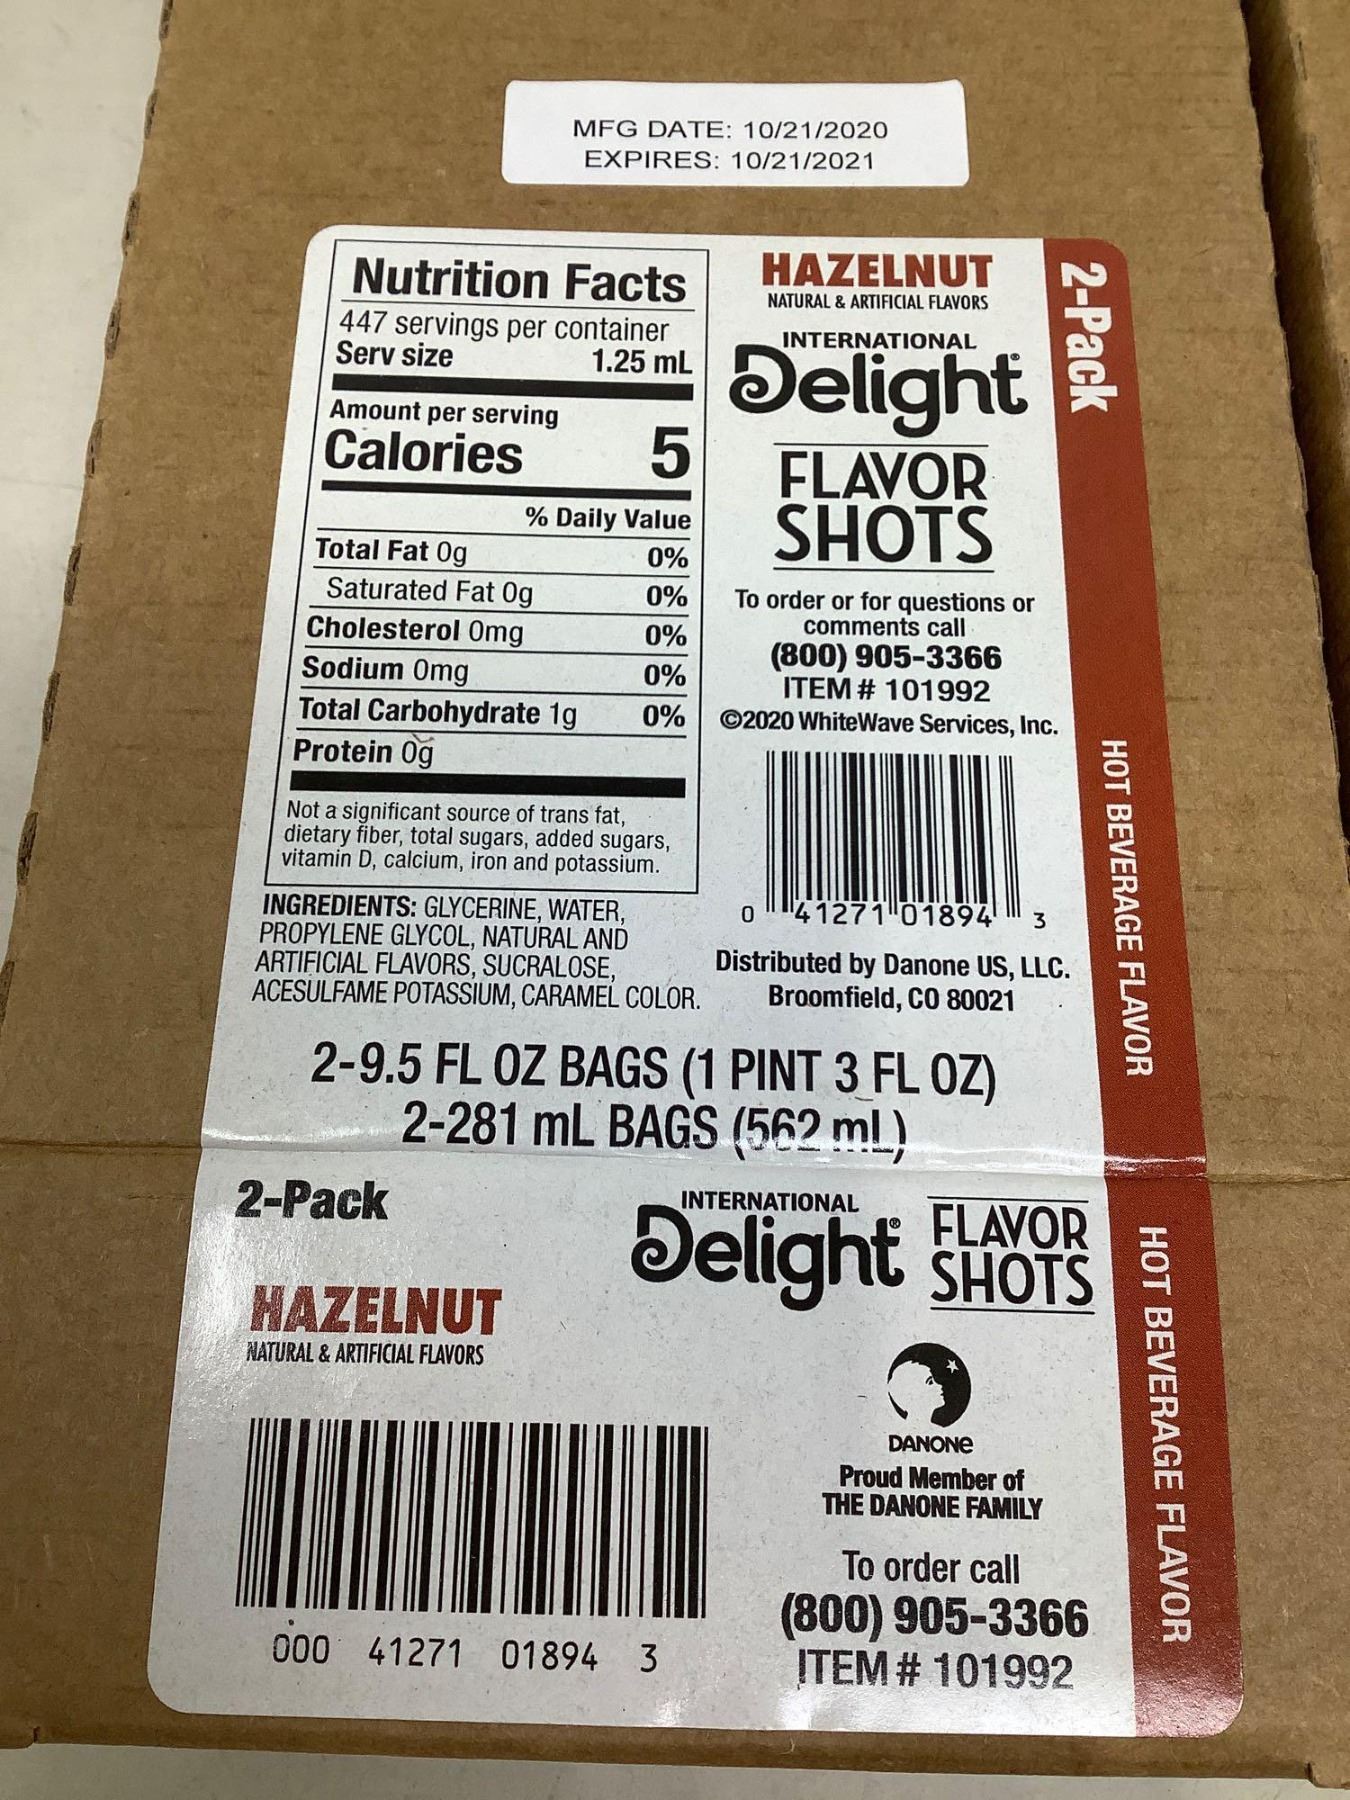 MFG DATE: 10/21/2020
EXPIRES: 10/21/2021
Nutrition Facts
447 servings per container
Serv size 1.25 mL
Amount per serving
Calories 5
% Daily Value
Total Fat 0g 0%
Saturated Fat 0g 0%
Cholesterol 0mg 0%
Sodium 0mg 0%
Total Carbohydrate 1g 0%
Protein 0g
Not a significant source of trans fat,
dietary fiber, total sugars, added sugars,
vitamin D, calcium, iron and potassium.
INGREDIENTS: GLYCERINE, WATER,
PROPYLENE GLYCOL, NATURAL AND
ARTIFICIAL FLAVORS, SUCRALOSE,
ACESULFAME POTASSIUM, CARAMEL COLOR.
HAZELNUT
NATURAL & ARTIFICIAL FLAVORS
INTERNATIONAL
Delight®
FLAVOR
SHOTS
To order or for questions or
comments call
(800) 905-3366
ITEM # 101992
©2020 WhiteWave Services, Inc.
0 41271 01894 3
Distributed by Danone US, LLC.
Broomfield, CO 80021
2-Pack
HOT BEVERAGE FLAVOR
2-9.5 FL OZ BAGS (1 PINT 3 FL OZ)
2-281 mL BAGS (562 mL)
2-Pack
HAZELNUT
NATURAL & ARTIFICIAL FLAVORS
000 41271 01894 3
INTERNATIONAL
Delight®
FLAVOR
SHOTS
DANONE
Proud Member of
THE DANONE FAMILY
To order call
(800) 905-3366
ITEM # 101992
HOT BEVERAGE FLAVOR